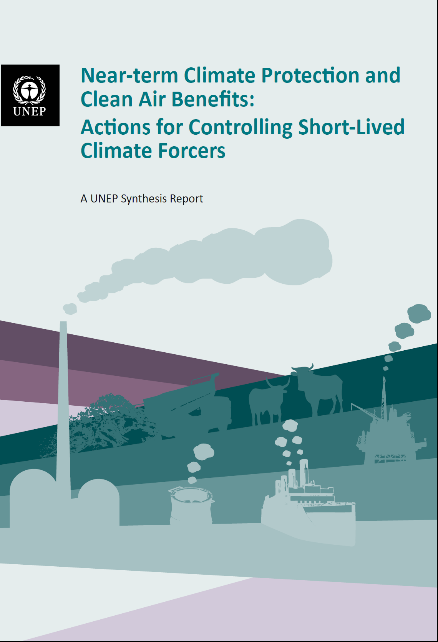 Near-term Climate Protection and
Clean Air Benefits:
Actions for Controlling Short-Lived
Climate Forcers
UNEP
A UNEP Synthesis Report